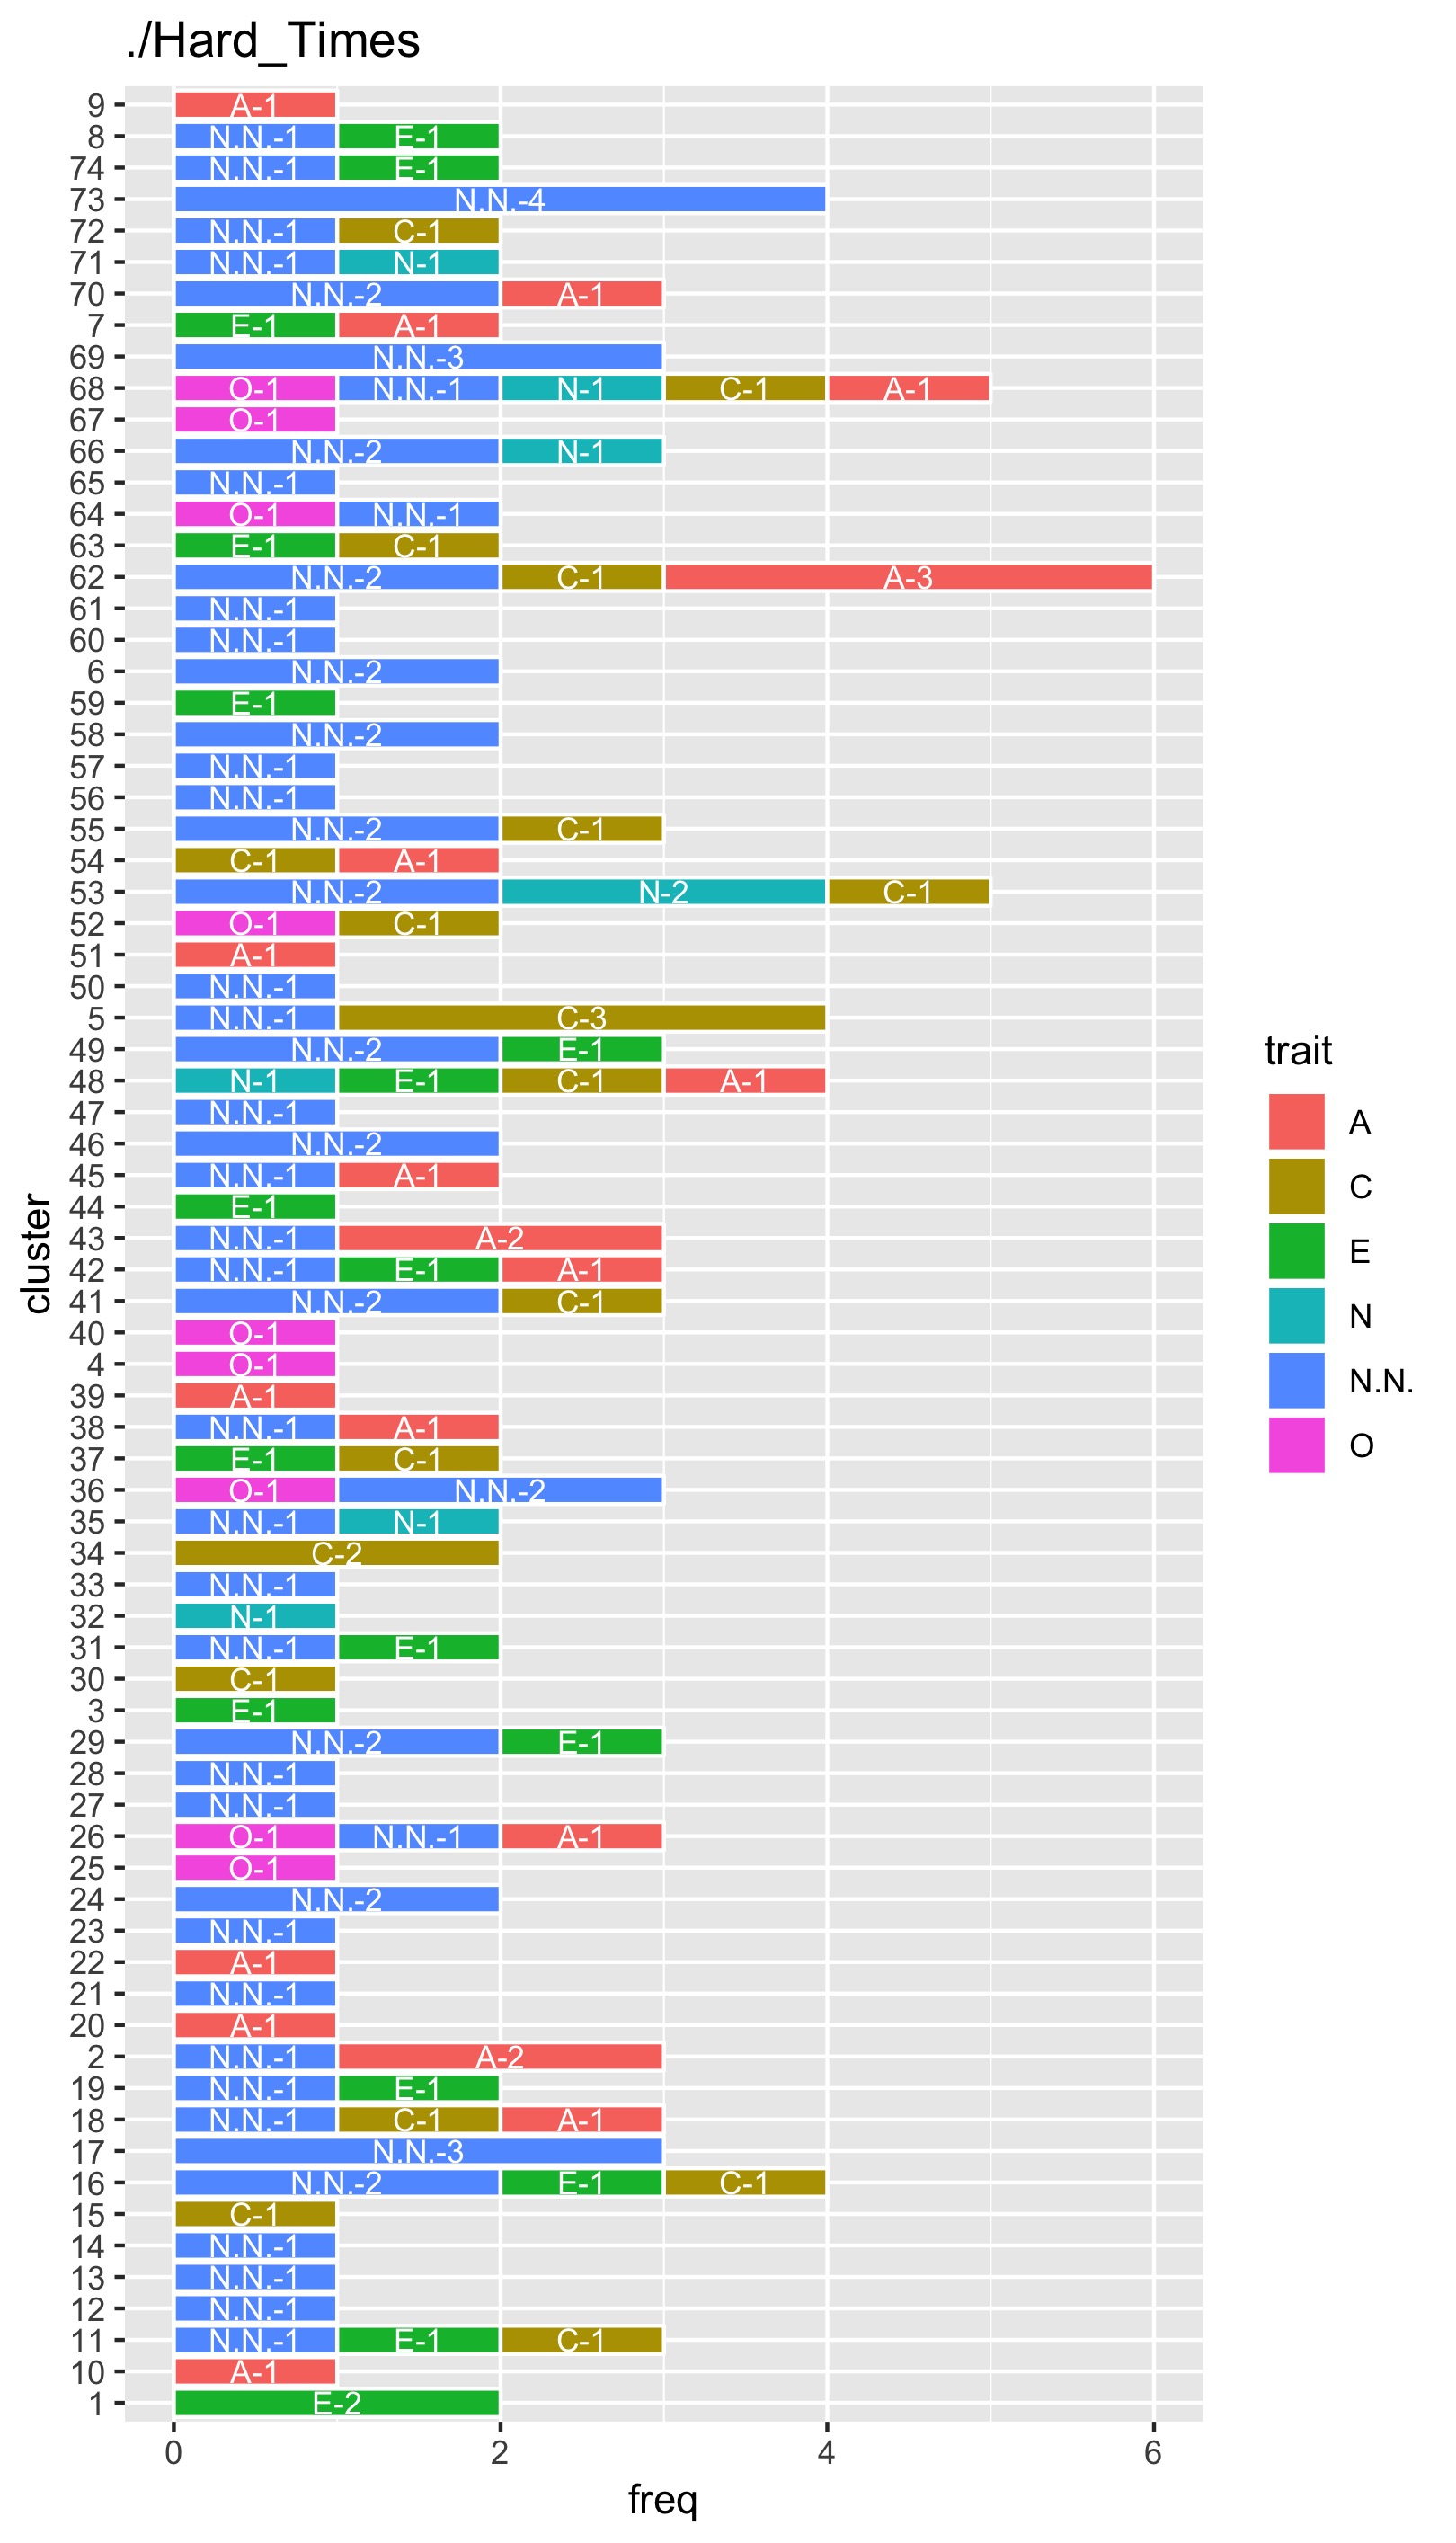 ./Hard_Times
9 A-1
8 N.N.-1 E-1
74 N.N.-1 E-1
73 N.N.-4
72 N.N.-1 C-1
71 N.N.-1 N-1
70 N.N.-2 A-1
7 E-1 A-1
69 N.N.-3
68 O-1 N.N.-1 N-1 C-1 A-1
67 O-1
66 N.N.-2 N-1
65 N.N.-1
64 O-1 N.N.-1
63 E-1 C-1
62 N.N.-2 C-1 A-3
61 N.N.-1
60 N.N.-1
6 N.N.-2
59 E-1
58 N.N.-2
57 N.N.-1
56 N.N.-1
55 N.N.-2 C-1
54 C-1 A-1
53 N.N.-2 N-2 C-1
52 O-1 C-1
51 A-1
50 N.N.-1
5 N.N.-1 C-3
49 N.N.-2 E-1
48 N-1 E-1 C-1 A-1
47 N.N.-1
46 N.N.-2
45 N.N.-1 A-1
44 E-1
43 N.N.-1 A-2
42 N.N.-1 E-1 A-1
41 N.N.-2 C-1
40 O-1
4 O-1
39 A-1
38 N.N.-1 A-1
37 E-1 C-1
36 O-1 N.N.-2
35 N.N.-1 N-1
34 C-2
33 N.N.-1
32 N-1
31 N.N.-1 E-1
30 C-1
3 E-1
29 N.N.-2 E-1
28 N.N.-1
27 N.N.-1
26 O-1 N.N.-1 A-1
25 O-1
24 N.N.-2
23 N.N.-1
22 A-1
21 N.N.-1
20 A-1
2 N.N.-1 A-2
19 N.N.-1 E-1
18 N.N.-1 C-1 A-1
17 N.N.-3
16 N.N.-2 E-1 C-1
15 C-1
14 N.N.-1
13 N.N.-1
12 N.N.-1
11 N.N.-1 E-1 C-1
10 A-1
1 E-2
0 2 4 6
freq
cluster
trait
A
C
E
N
N.N.
O